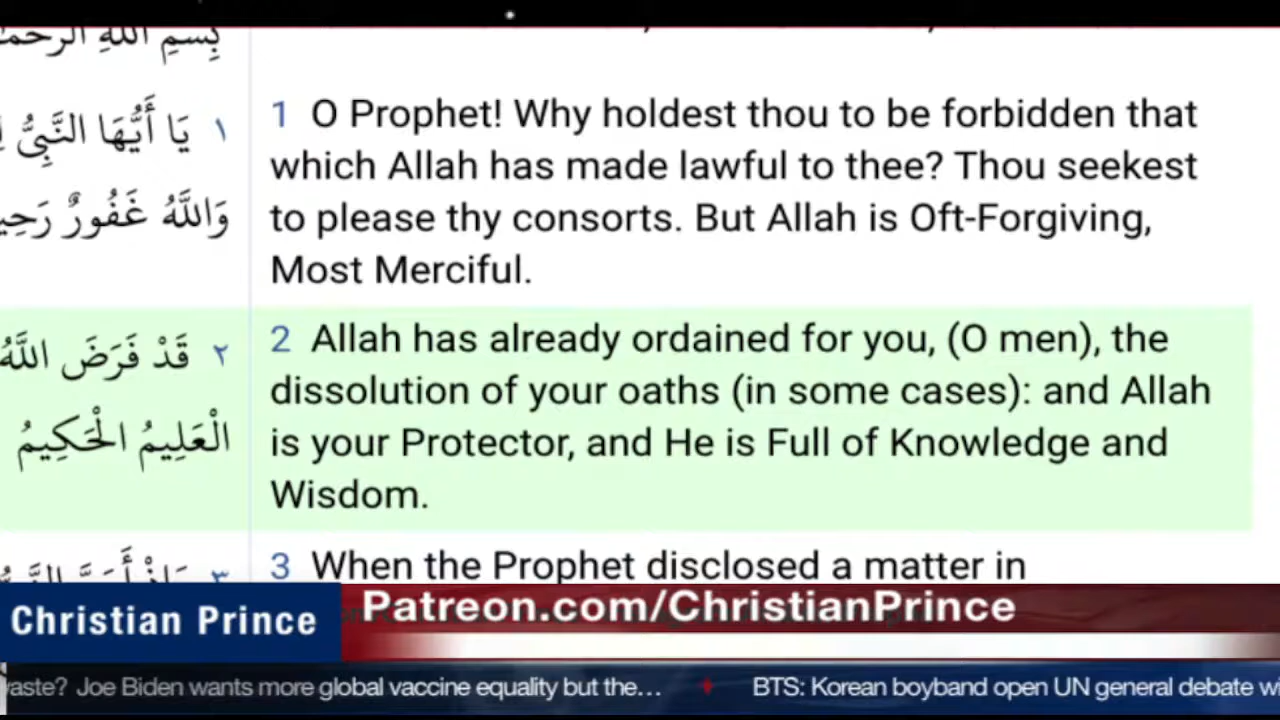 بِسْمِ اللَّهِ
١ يَا أَيُّهَا النَّبِيُّ
وَاللَّهُ غَفُورٌ
1 O Prophet! Why holdest thou to be forbidden that
which Allah has made lawful to thee? Thou seekest
to please thy consorts. But Allah is Oft-Forgiving,
Most Merciful.
٢ قَدْ فَرَضَ اللَّهُ
الْعَلِيمُ الْحَكِيمُ
2 Allah has already ordained for you, (O men), the
dissolution of your oaths (in some cases): and Allah
is your Protector, and He is Full of Knowledge and
Wisdom.
٣
3 When the Prophet disclosed a matter in
Christian Prince
Patreon.com/ChristianPrince
waste? Joe Biden wants more global vaccine equality but the...
BTS: Korean boyband open UN general debate wi